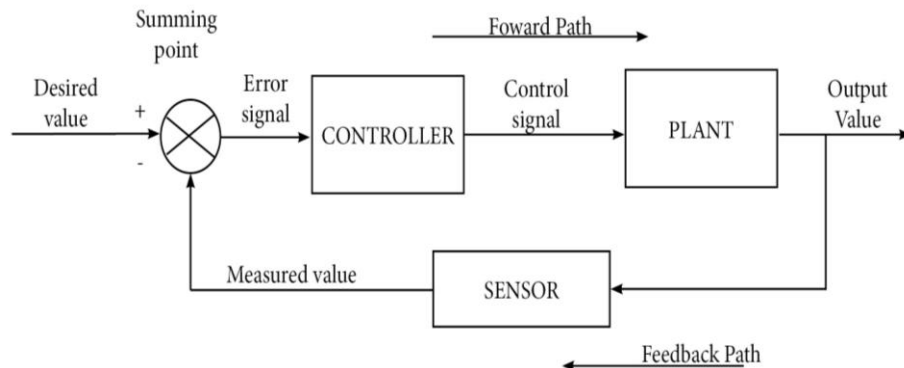 Summing
point
Foward Path
Desired
value
+
-
Error
signal
CONTROLLER
Control
signal
PLANT
Output
Value
Measured value
SENSOR
Feedback Path